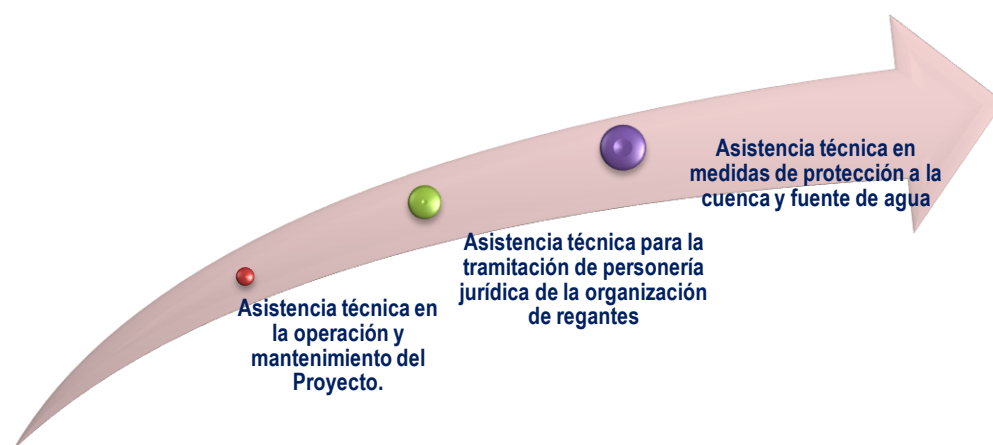 Asistencia técnica en
la operación y
mantenimiento del
Proyecto.
Asistencia técnica para la
tramitación de personería
jurídica de la organización
de regantes
Asistencia técnica en
medidas de protección a la
cuenca y fuente de agua